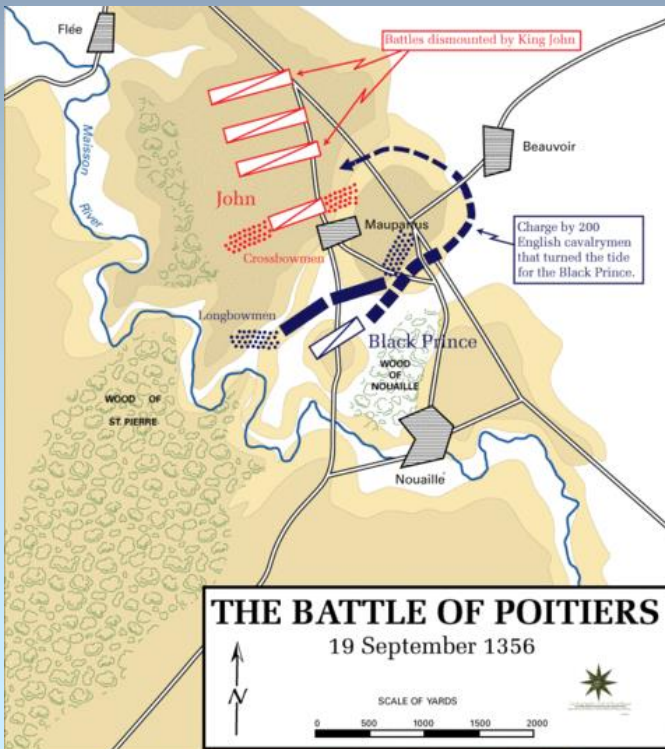 Flée
Battles dismounted by King John
Maisson
River
Beauvoir
John
Maupartuis
Crossbowmen
Charge by 200
English cavalrymen
that turned the tide
for the Black Prince.
Longbowmen
Black Prince
WOOD
OF
NOUAILLE
WOOD OF
ST. PIERRE
Nouaille
THE BATTLE OF POITIERS
19 September 1356
N
SCALE OF YARDS
0 500 1000 1500 2000